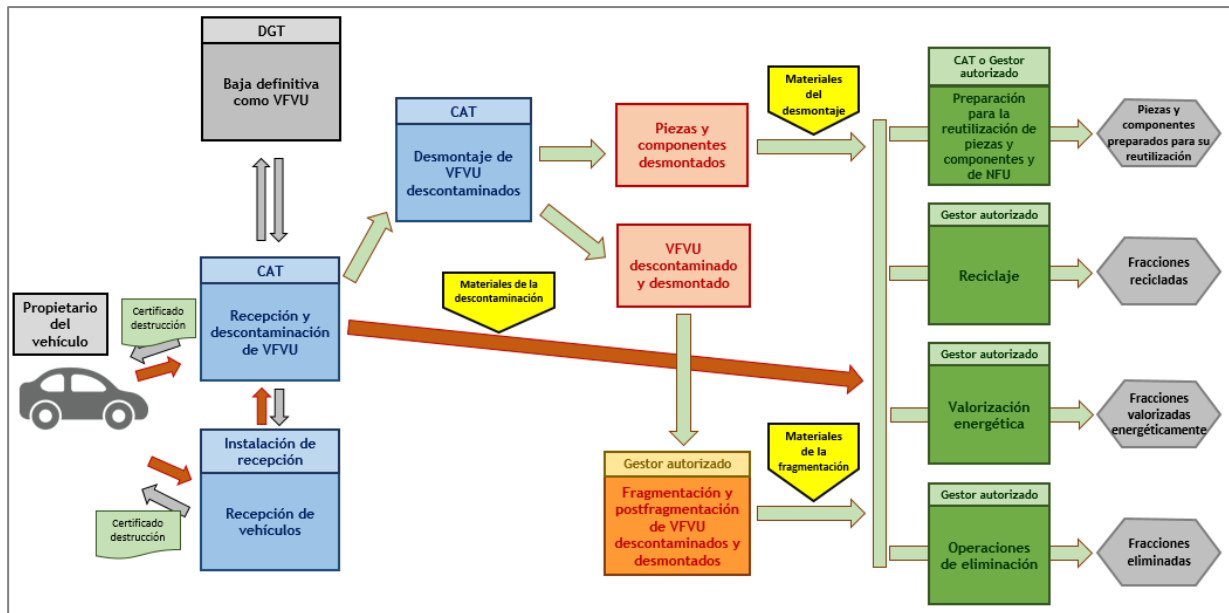 DGT
Baja definitiva
como VFVU
CAT
Desmontaje de
VFVU
descontaminados
Piezas y
componentes
desmontados
Materiales
del
desmontaje
CAT o Gestor
autorizado
Preparación
para la
reutilización de
piezas y
componentes y
de NFU
Piezas y
componentes
preparados para su
reutilización
VFVU
descontaminado
y desmontado
Gestor autorizado
Reciclaje
Fracciones
recicladas
Propietario
del
vehículo
Certificado
destrucción
CAT
Recepción y
descontaminación
de VFVU
Materiales de la
descontaminación
Gestor autorizado
Valorización
energética
Fracciones
valorizadas
energéticamente
Instalación de
recepción
Recepción de
vehículos
Certificado
destrucción
Gestor autorizado
Fragmentación y
postfragmentación
de VFVU
descontaminados y
desmontados
Materiales
de la
fragmentación
Gestor autorizado
Operaciones
de eliminación
Fracciones
eliminadas